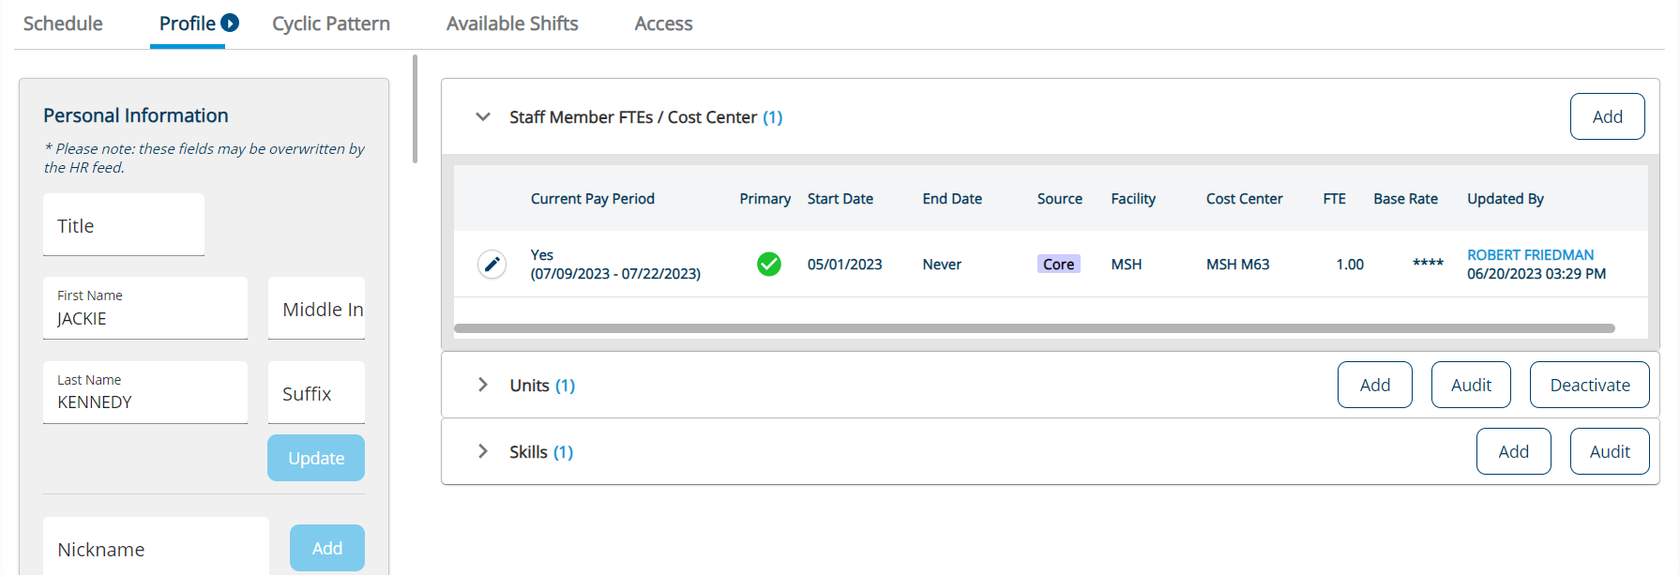 Schedule
Profile
Cyclic Pattern
Available Shifts
Access
Personal Information
* Please note: these fields may be overwritten by
the HR feed.
Title
First Name
JACKIE
Middle In
Last Name
KENNEDY
Suffix
Update
Nickname
Add
Staff Member FTEs / Cost Center (1)
Add
Current Pay Period Primary Start Date End Date Source Facility Cost Center FTE Base Rate Updated By
Yes
(07/09/2023 - 07/22/2023)
05/01/2023 Never Core MSH MSH M63 1.00 ****
ROBERT FRIEDMAN
06/20/2023 03:29 PM
Units (1)
Add Audit Deactivate
Skills (1)
Add Audit